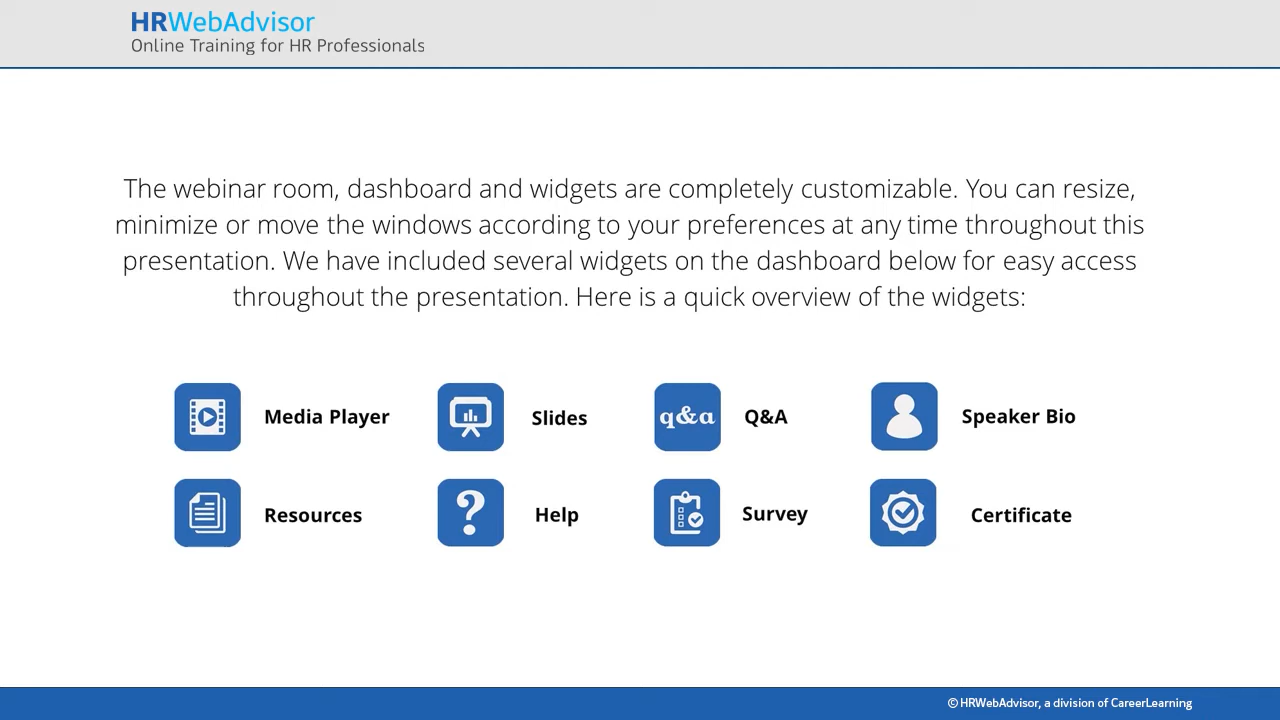 HRWebAdvisor
Online Training for HR Professionals
The webinar room, dashboard and widgets are completely customizable. You can resize,
minimize or move the windows according to your preferences at any time throughout this
presentation. We have included several widgets on the dashboard below for easy access
throughout the presentation. Here is a quick overview of the widgets:
Media Player
Slides
q&a
Q&A
Speaker Bio
Resources
?
Help
Survey
Certificate
© HRWebAdvisor, a division of CareerLearning